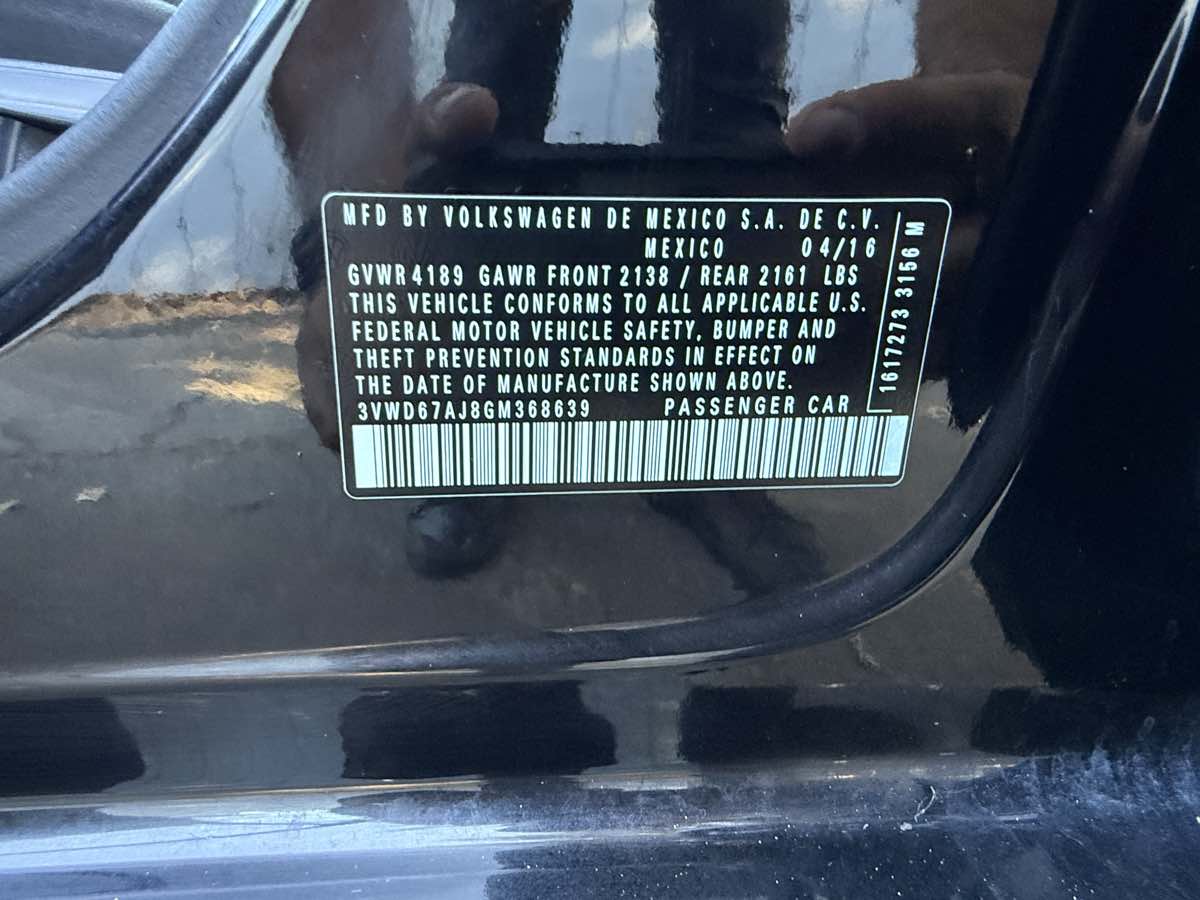 MFD BY VOLKSWAGEN DE MEXICO S.A. DE C.V.
MEXICO 04/16
GVWR 4189 GAWR FRONT 2138 / REAR 2161 LBS
THIS VEHICLE CONFORMS TO ALL APPLICABLE U.S.
FEDERAL MOTOR VEHICLE SAFETY, BUMPER AND
THEFT PREVENTION STANDARDS IN EFFECT ON
THE DATE OF MANUFACTURE SHOWN ABOVE.
3VWD67AJ8GM368639 PASSENGER CAR
1617273 3156 M